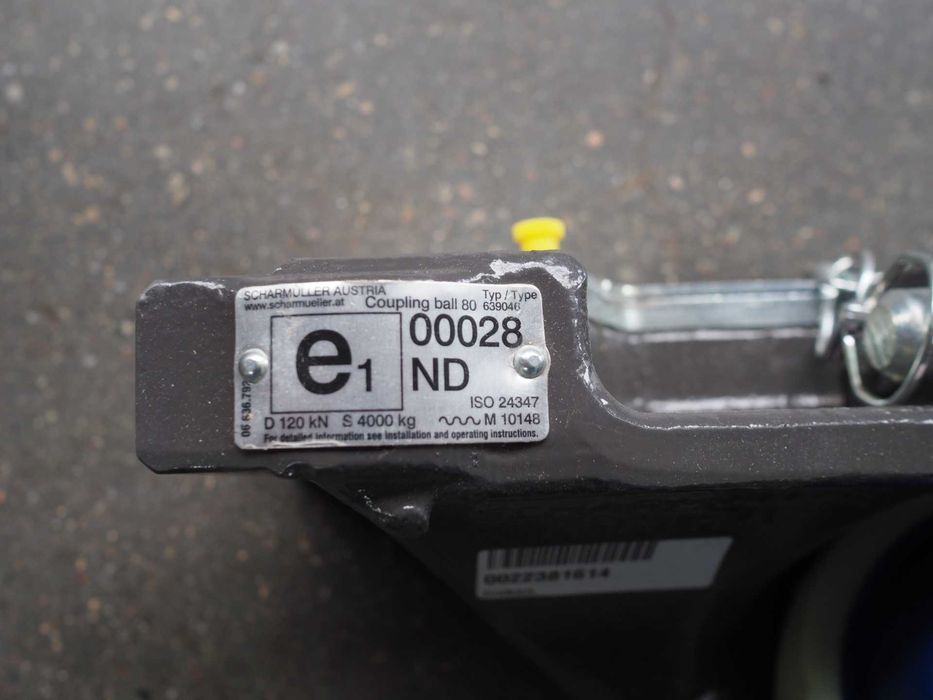 SCHARMÜLLER AUSTRIA
www.scharmueller.at
Coupling ball 80
Typ / Type
639046
e1
00028
ND
ISO 24347
D 120 kN S 4000 kg
M 10148
For detailed information see installation and operating instructions.
06 636.792
0022381614